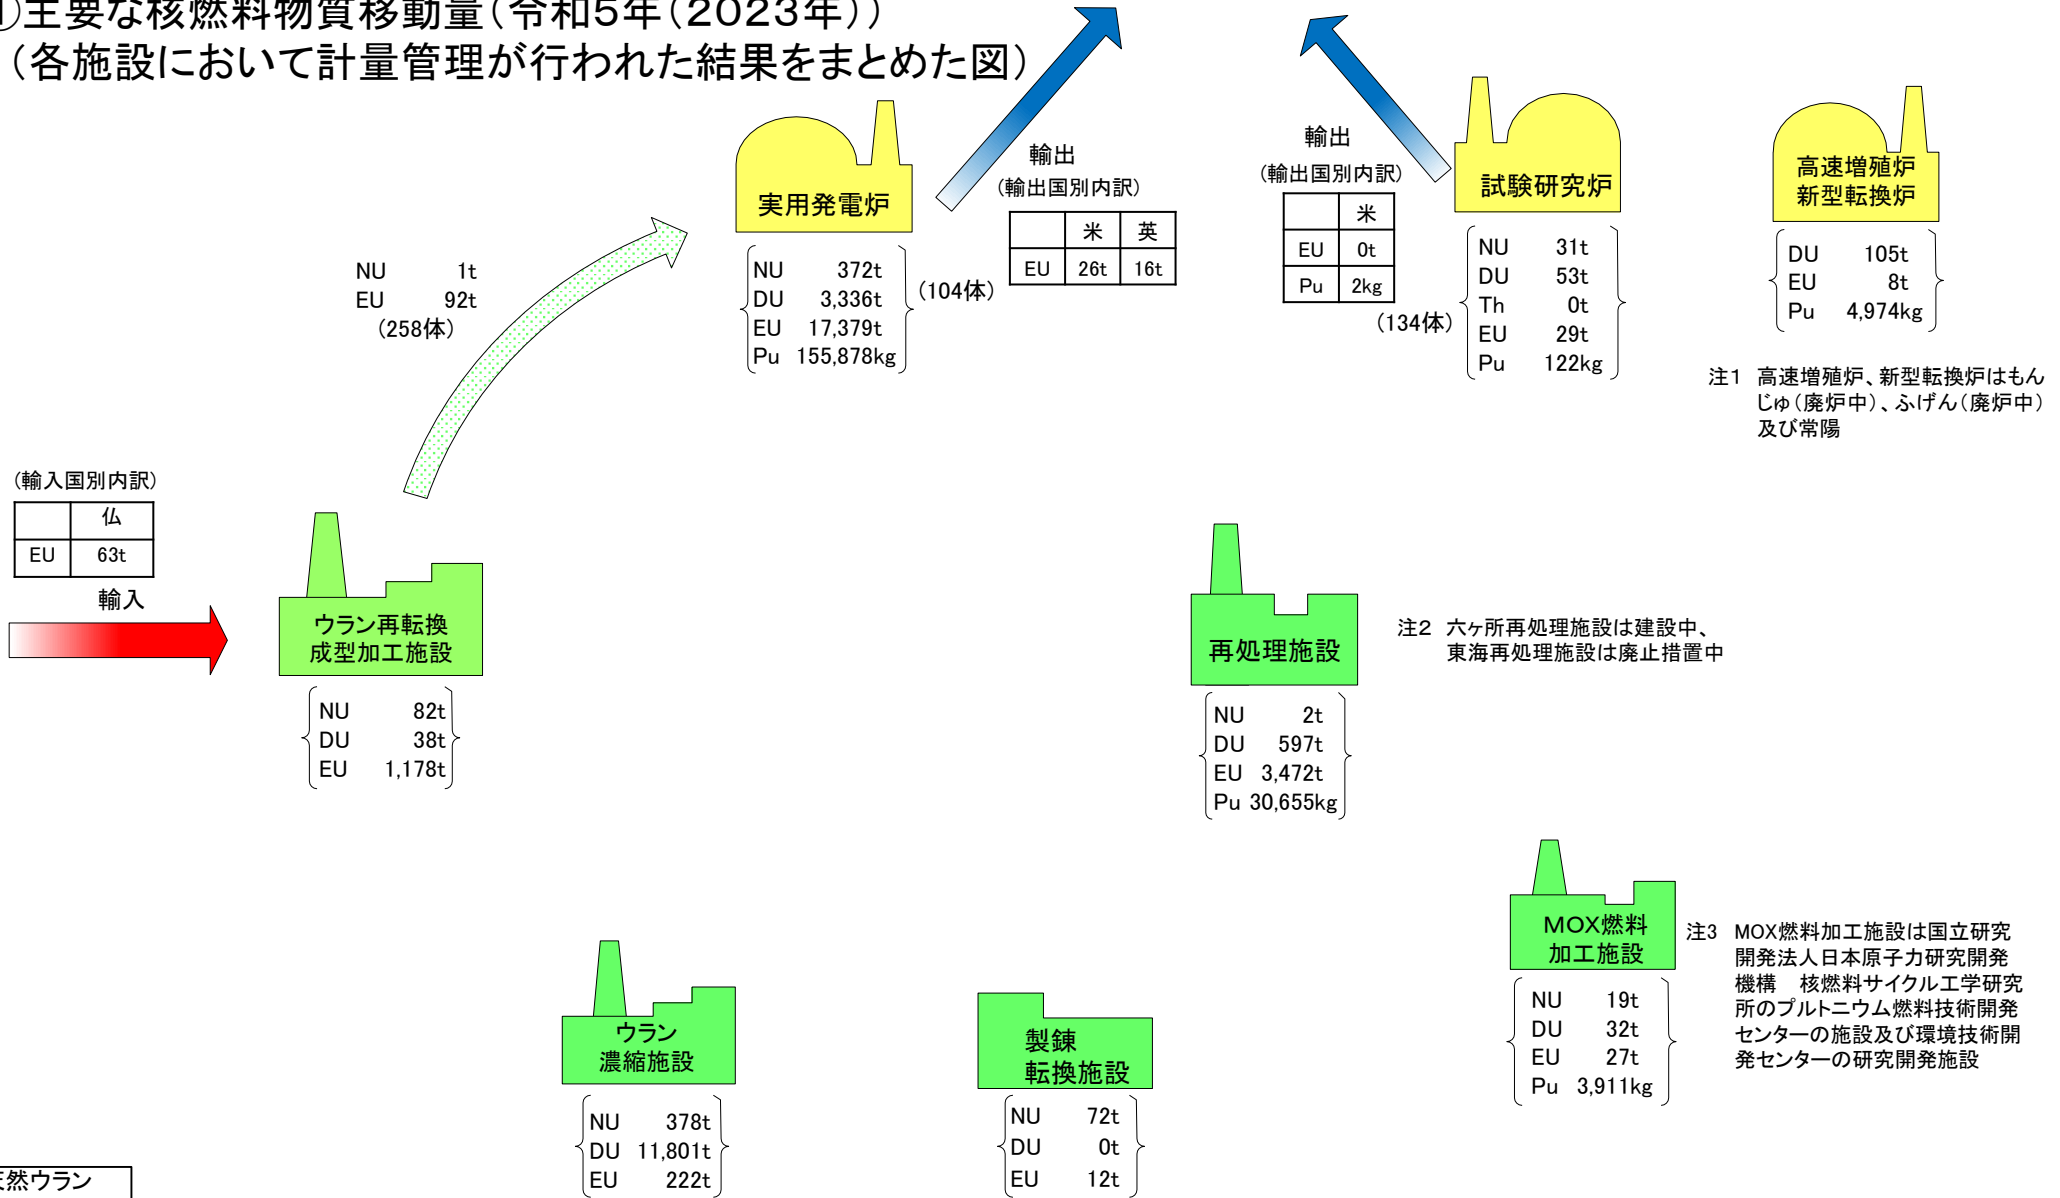 主要な核燃料物質移動量(令和5年(2023年))
(各施設において計量管理が行われた結果をまとめた図)
実用発電炉
NU 372t
DU 3,336t
EU 17,379t
Pu 155,878kg
(104体)
輸出
(輸出国別内訳)
米 英
EU 26t 16t
輸出
(輸出国別内訳)
米
EU 0t
Pu 2kg
試験研究炉
(134体)
NU 31t
DU 53t
Th 0t
EU 29t
Pu 122kg
高速増殖炉
新型転換炉
DU 105t
EU 8t
Pu 4,974kg
注1 高速増殖炉、新型転換炉はもん
じゅ(廃炉中)、ふげん(廃炉中)
及び常陽
NU 1t
EU 92t
(258体)
(輸入国別内訳)
仏
EU 63t
輸入
ウラン再転換
成型加工施設
NU 82t
DU 38t
EU 1,178t
再処理施設
NU 2t
DU 597t
EU 3,472t
Pu 30,655kg
注2 六ヶ所再処理施設は建設中、
東海再処理施設は廃止措置中
MOX燃料
加工施設
NU 19t
DU 32t
EU 27t
Pu 3,911kg
注3 MOX燃料加工施設は国立研究
開発法人日本原子力研究開発
機構 核燃料サイクル工学研究
所のプルトニウム燃料技術開発
センターの施設及び環境技術開
発センターの研究開発施設
ウラン
濃縮施設
NU 378t
DU 11,801t
EU 222t
製錬
転換施設
NU 72t
DU 0t
EU 12t
然ウラン